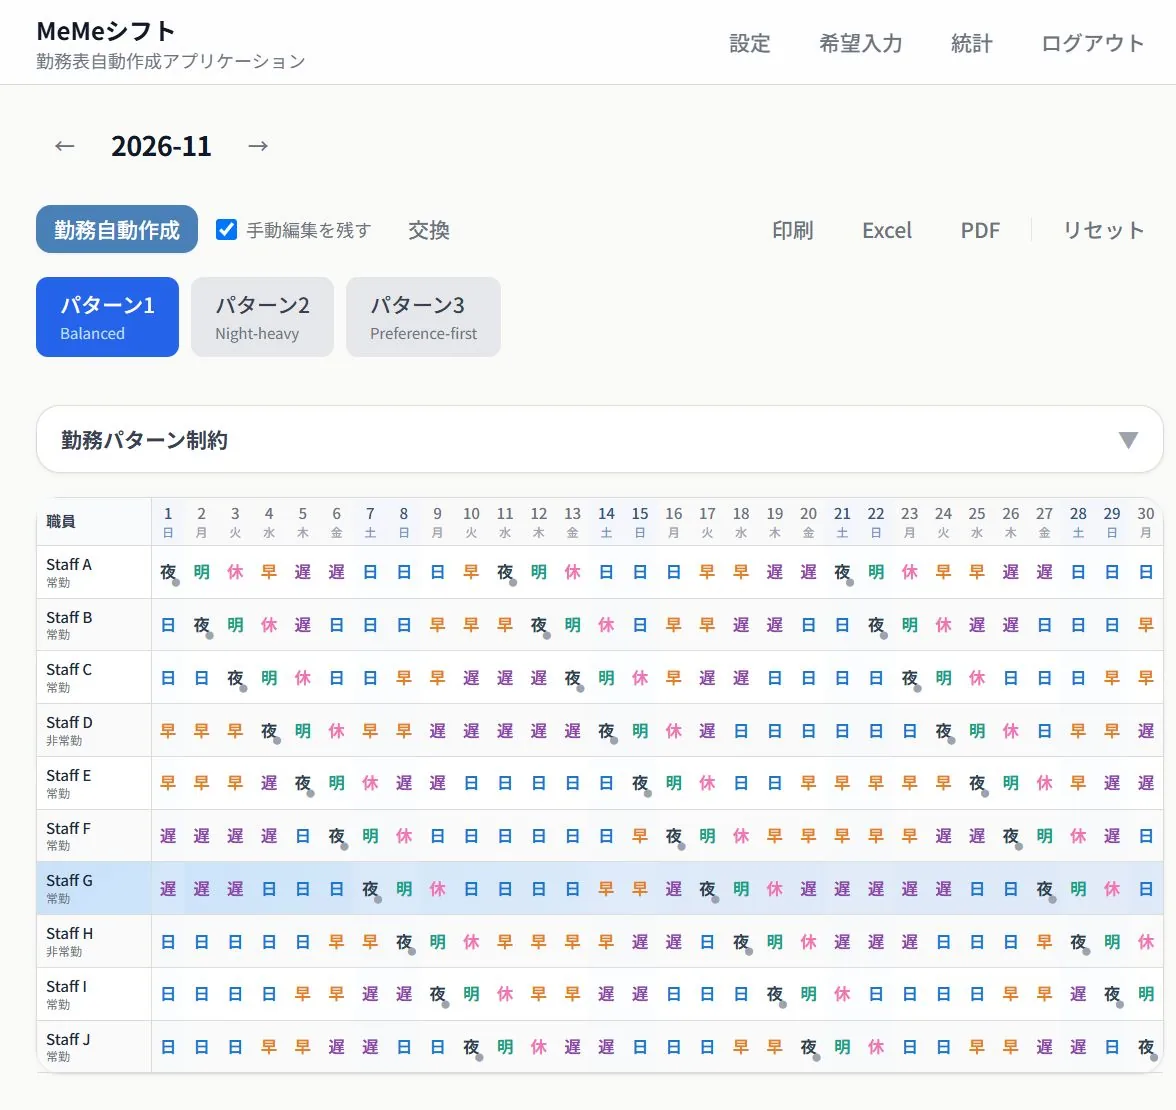 MeMeシフト
勤務表自動作成アプリケーション
設定 希望入力 統計 ログアウト
← 2026-11 →
勤務自動作成 手動編集を残す 交換 印刷 Excel PDF リセット
パターン1 パターン2 パターン3
Balanced Night-heavy Preference-first
勤務パターン制約 ▼
職員 1 2 3 4 5 6 7 8 9 10 11 12 13 14 15 16 17 18 19 20 21 22 23 24 25 26 27 28 29 30
日 月 火 水 木 金 土 日 月 火 水 木 金 土 日 月 火 水 木 金 土 日 月 火 水 木 金 土 日 月
Staff A 夜 明 休 早 遅 遅 日 日 日 早 夜 明 休 日 日 日 早 早 遅 遅 夜 明 休 早 早 遅 遅 日 日 日
常勤
Staff B 日 夜 明 休 遅 日 日 日 早 早 早 夜 明 休 日 早 早 遅 遅 日 日 夜 明 休 遅 遅 日 日 日 早
常勤
Staff C 日 日 夜 明 休 日 日 早 早 遅 遅 遅 夜 明 休 早 遅 遅 日 日 日 日 夜 明 休 日 日 日 早 早
常勤
Staff D 早 早 早 夜 明 休 早 早 遅 遅 遅 遅 遅 夜 明 休 遅 日 日 日 日 日 日 夜 明 休 日 早 早 遅
非常勤
Staff E 早 早 早 遅 夜 明 休 遅 遅 日 日 日 日 日 夜 明 休 日 日 早 早 早 早 早 夜 明 休 早 遅 遅
常勤
Staff F 遅 遅 遅 遅 日 夜 明 休 日 日 日 日 日 日 早 夜 明 休 早 早 早 早 早 遅 遅 夜 明 休 遅 日
常勤
Staff G 遅 遅 遅 日 日 日 夜 明 休 日 日 日 日 早 早 遅 夜 明 休 遅 遅 遅 遅 遅 日 日 夜 明 休 日
常勤
Staff H 日 日 日 日 日 早 早 夜 明 休 早 早 早 早 遅 遅 日 夜 明 休 遅 遅 遅 日 日 日 早 夜 明 休
非常勤
Staff I 日 日 日 日 早 早 遅 遅 夜 明 休 早 早 遅 遅 日 日 日 夜 明 休 日 日 日 日 早 早 遅 夜 明
常勤
Staff J 日 日 日 早 早 遅 遅 日 日 夜 明 休 遅 遅 日 日 日 早 早 夜 明 休 日 日 早 早 遅 遅 日 夜
常勤